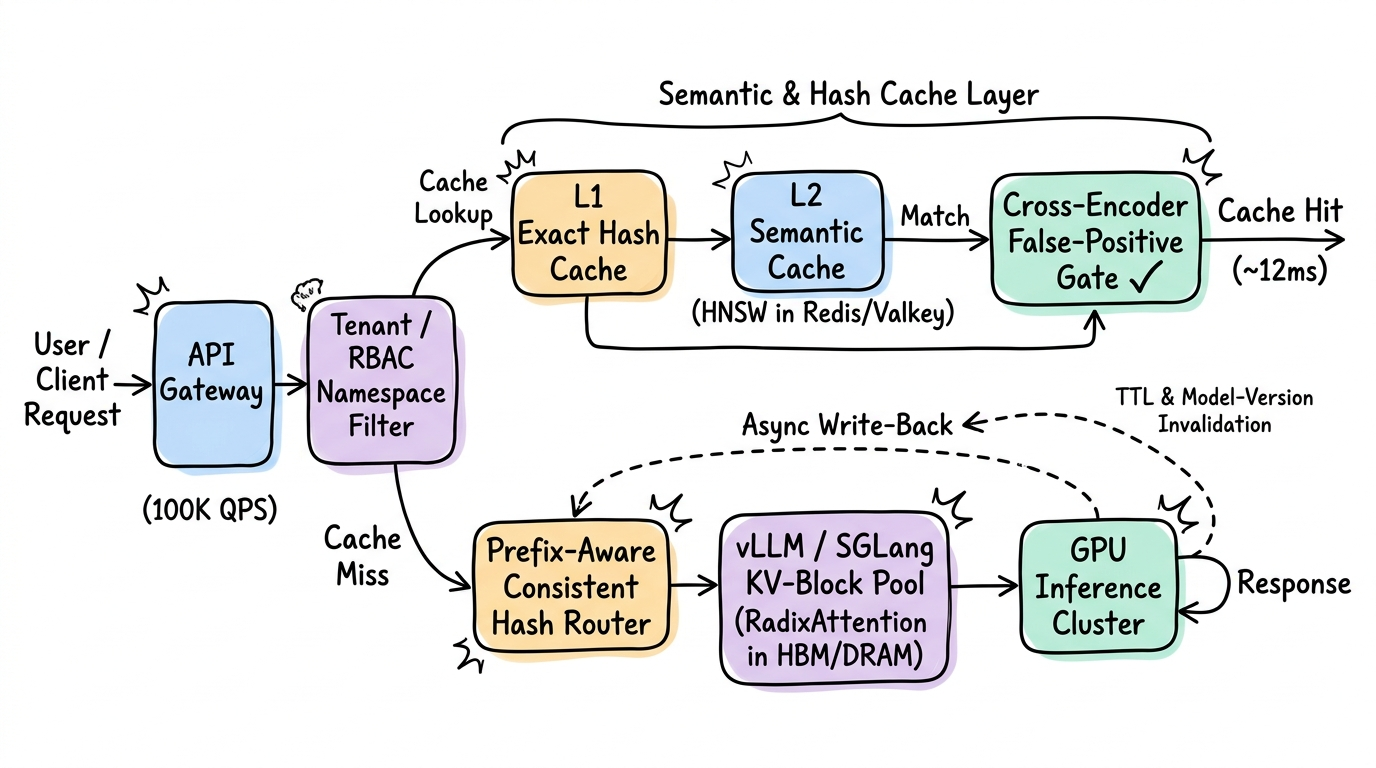 Semantic & Hash Cache Layer
Cache
Lookup
L1
Exact Hash
Cache
L2
Semantic
Cache
(HNSW in Redis/Valkey)
Match
Cross-Encoder
False-Positive
Gate ✓
Cache Hit
(~12ms)
User /
Client
Request
API
Gateway
(100K QPS)
Tenant /
RBAC
Namespace
Filter
Cache
Miss
Async Write-Back
TTL & Model-Version
Invalidation
Prefix-Aware
Consistent
Hash Router
vLLM / SGLang
KV-Block Pool
(RadixAttention
in HBM/DRAM)
GPU
Inference
Cluster
Response